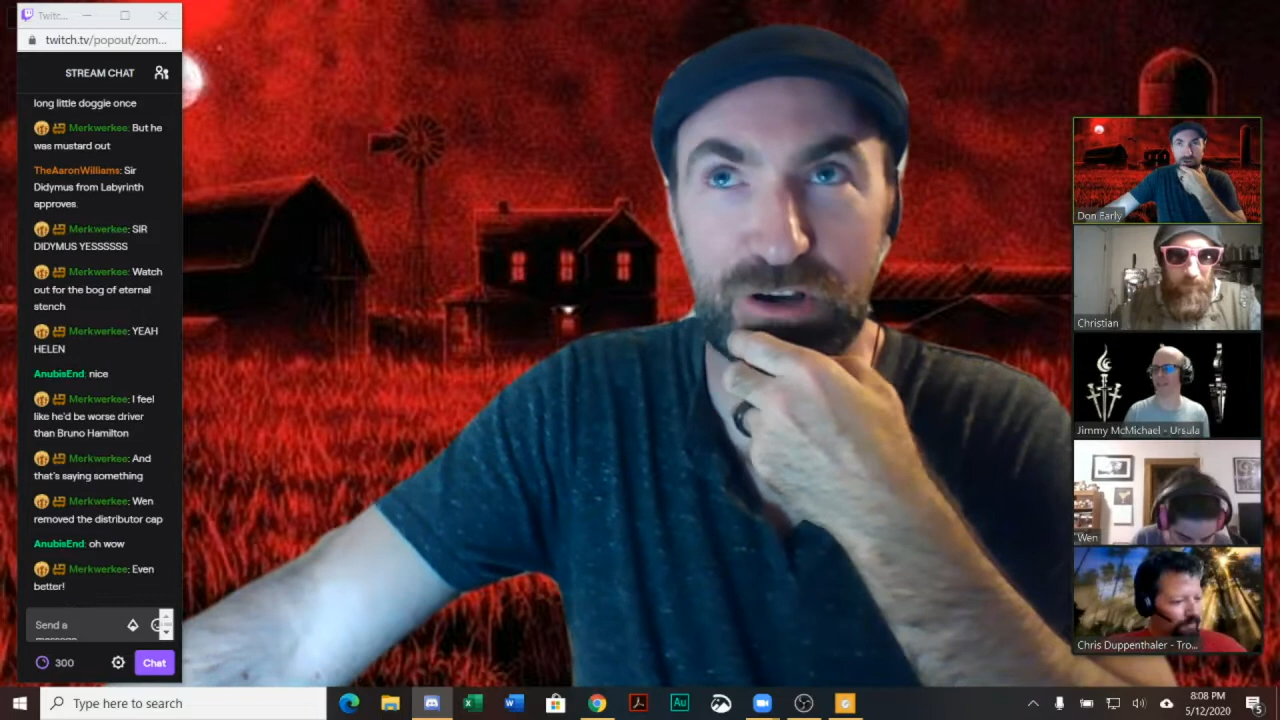 Twitc...
twitch.tv/popout/zom...
STREAM CHAT
long little doggie once
Merkwerkee: But he
was mustard out
TheAaronWilliams: Sir
Didymus from Labyrinth
approves.
Merkwerkee: SIR
DIDYMUS YESSSSSS
Merkwerkee: Watch
out for the bog of eternal
stench
Merkwerkee: YEAH
HELEN
AnubisEnd: nice
Merkwerkee: I feel
like he'd be worse driver
than Bruno Hamilton
Merkwerkee: And
that's saying something
Merkwerkee: Wen
removed the distributor cap
AnubisEnd: oh wow
Merkwerkee: Even
better!
Send a
message
300
Chat
Don Early
Christian
Jimmy McMichael - Ursula
Wen
Chris Duppenthaler - Tro...
Type here to search
Au
8:08 PM
5/12/2020
5